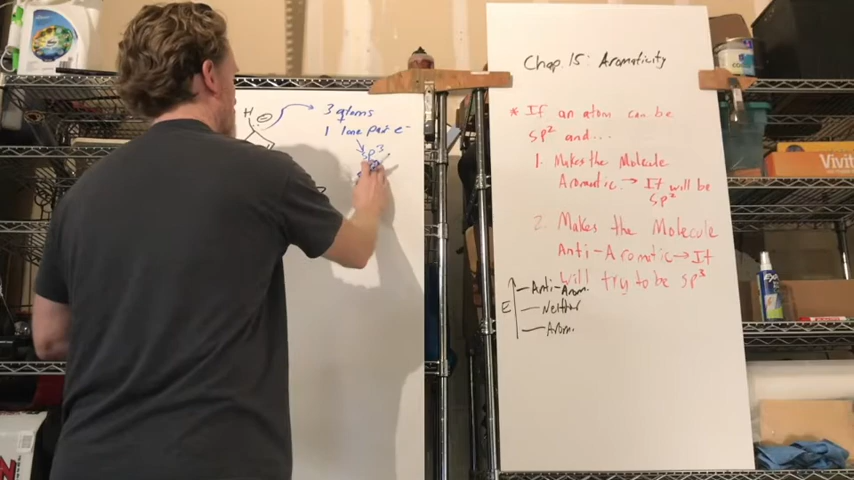 H ⊖
3 atoms
+
1 lone pair e⁻
sp³
Chap. 15: Aromaticity
* If an atom can be
sp² and...
1. Makes the Molecule
Aromatic. → It will be
sp²
2. Makes the Molecule
Anti-Aromatic → It
will try to be sp³
E
Anti-Arom.
Neither
Arom.
EXPO
Vittig